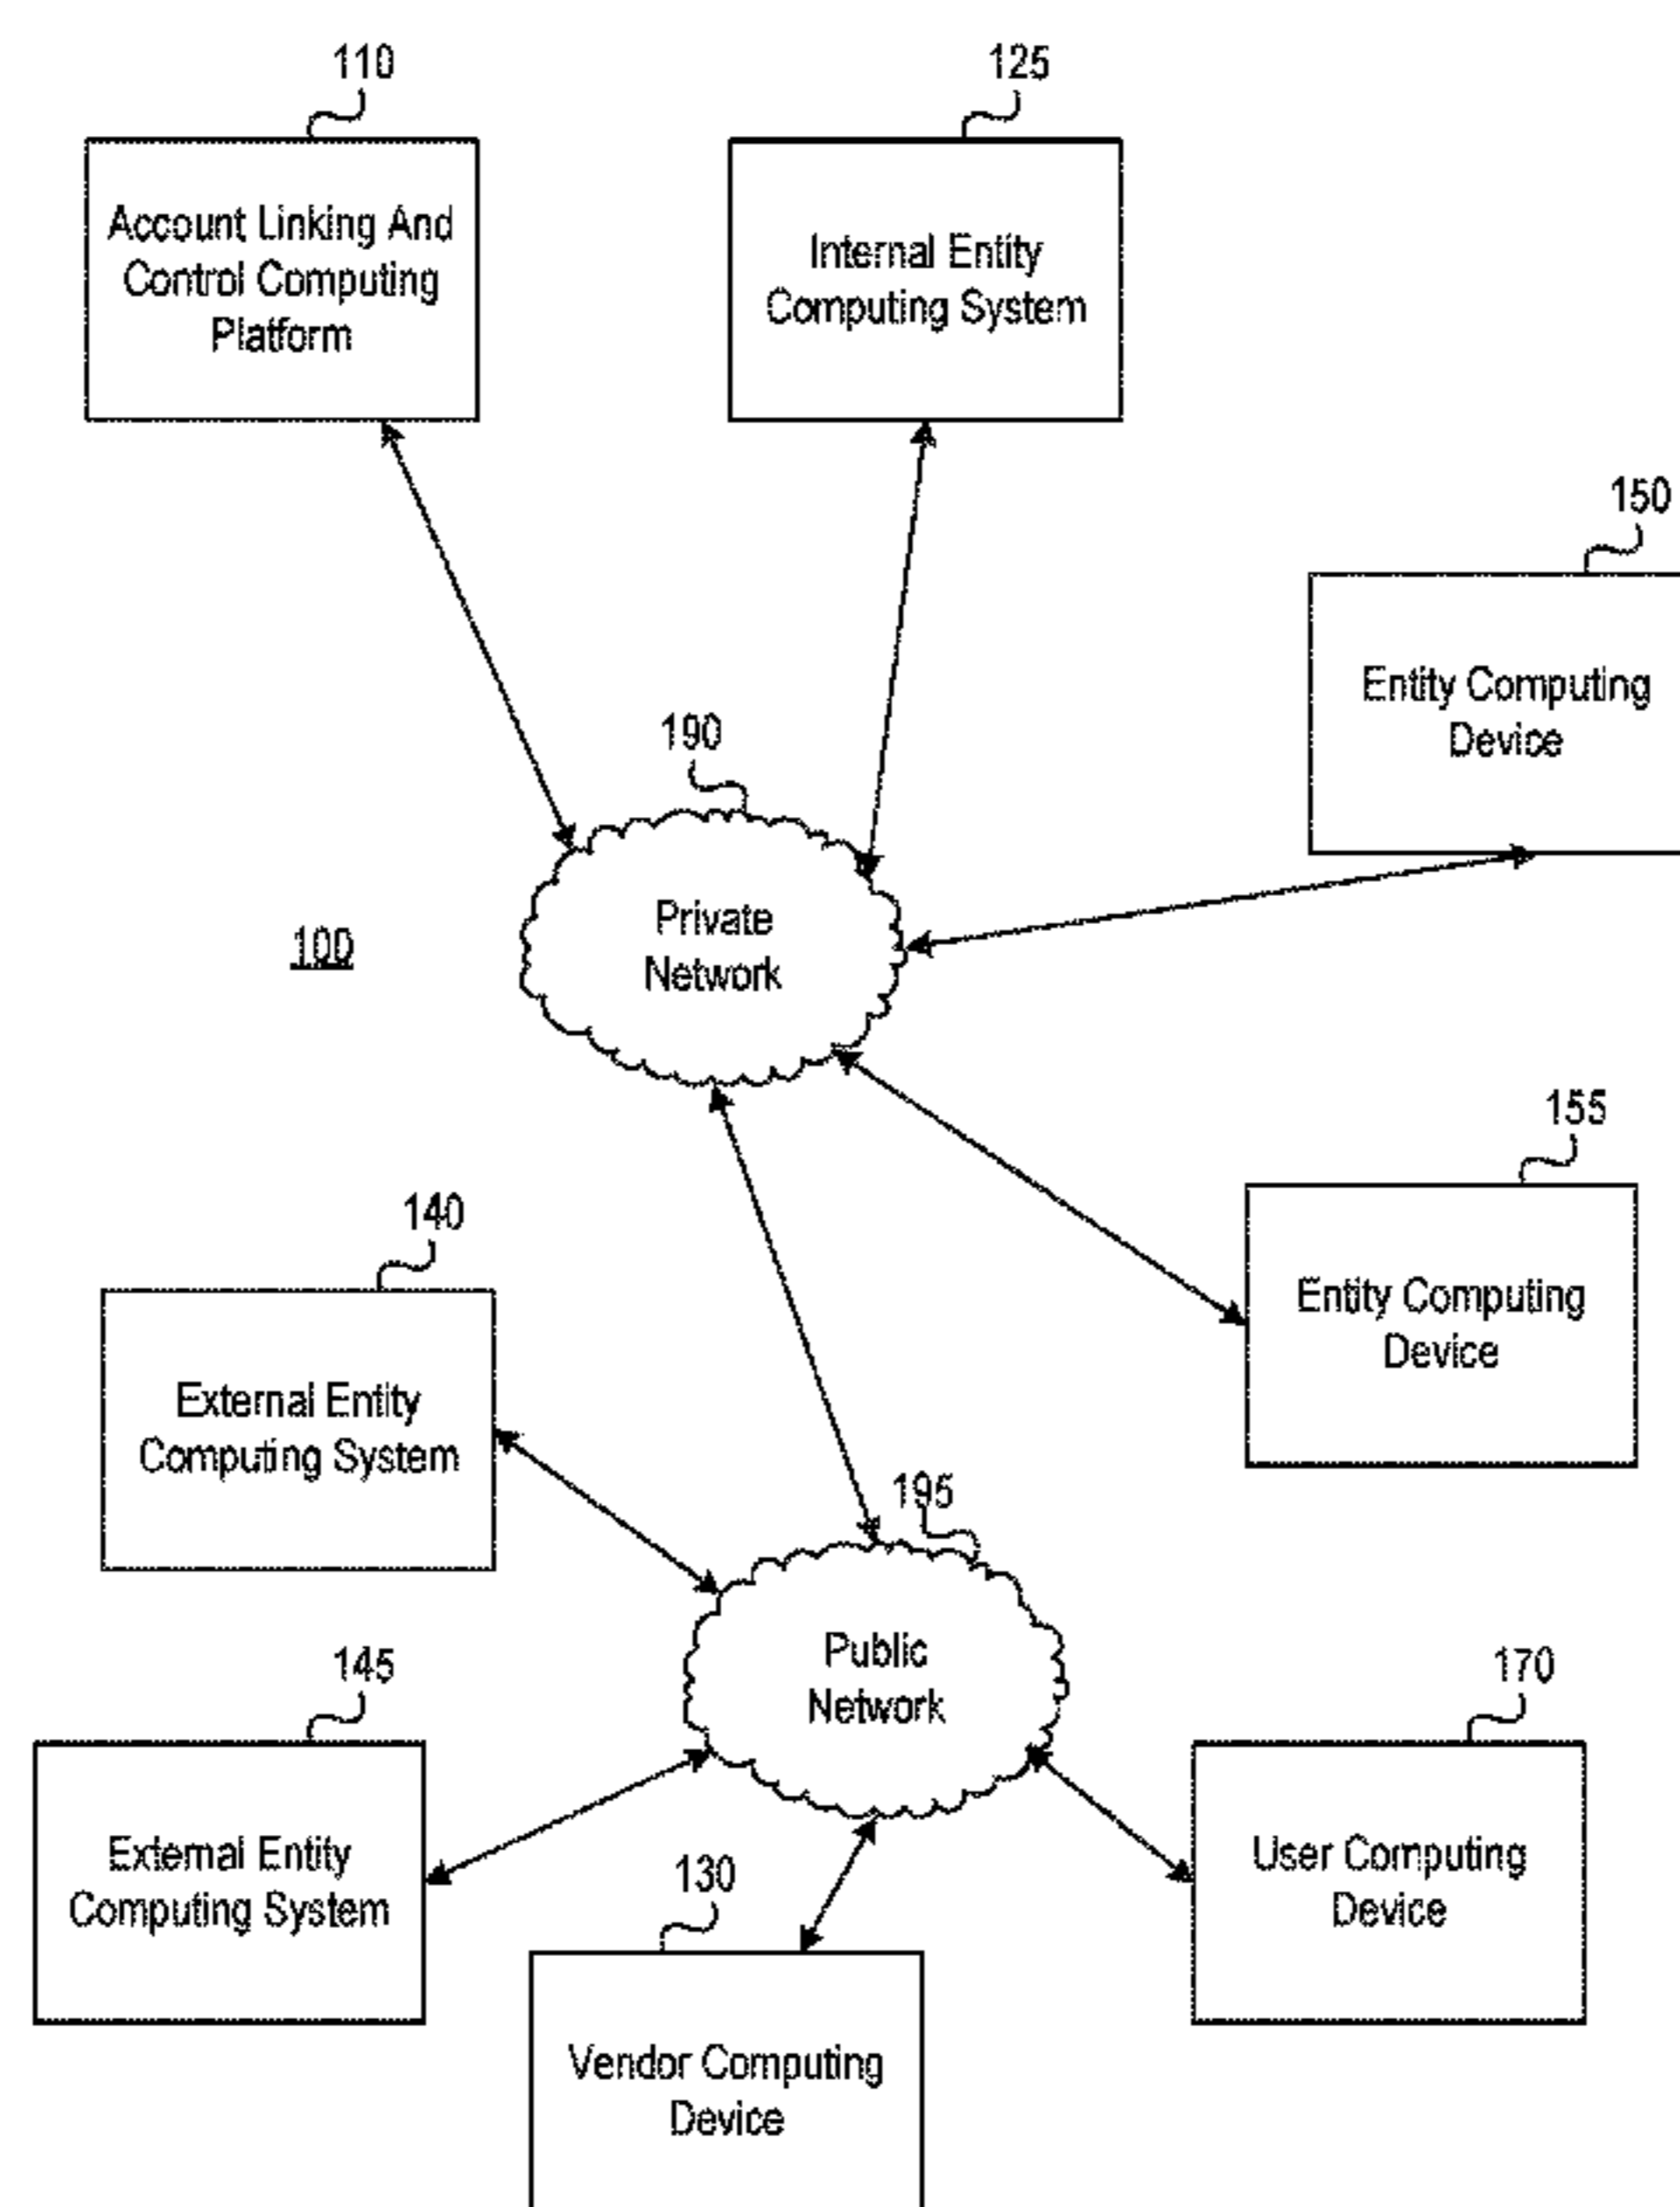 110
125
Account Linking And
Control Computing
Platform
Internal Entity
Computing System
150
Entity Computing
Device
190
Private
Network
100
155
140
Entity Computing
Device
External Entity
Computing System
195
Public
Network
145
170
External Entity
Computing System
130
User Computing
Device
Vendor Computing
Device